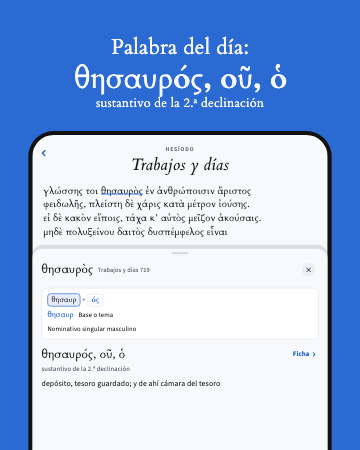 Palabra del día:
θησαυρός, οῦ, ὁ
sustantivo de la 2.ª declinación
HESÍODO
Trabajos y días
γλώσσης τοι θησαυρὸς ἐν ἀνθρώποισιν ἄριστος
φειδωλῆς, πλείστη δὲ χάρις κατὰ μέτρον ἰούσης.
εἰ δὲ κακὸν εἴποις, τάχα κ' αὐτὸς μεῖζον ἀκούσαις.
μηδὲ πολυξείνου δαιτὸς δυσπέμφελος εἶναι
θησαυρὸς Trabajos y días 719
θησαυρ + ός
θησαυρ Base o tema
Nominativo singular masculino
θησαυρός, οῦ, ὁ Ficha
sustantivo de la 2.ª declinación
depósito, tesoro guardado; y de ahí cámara del tesoro